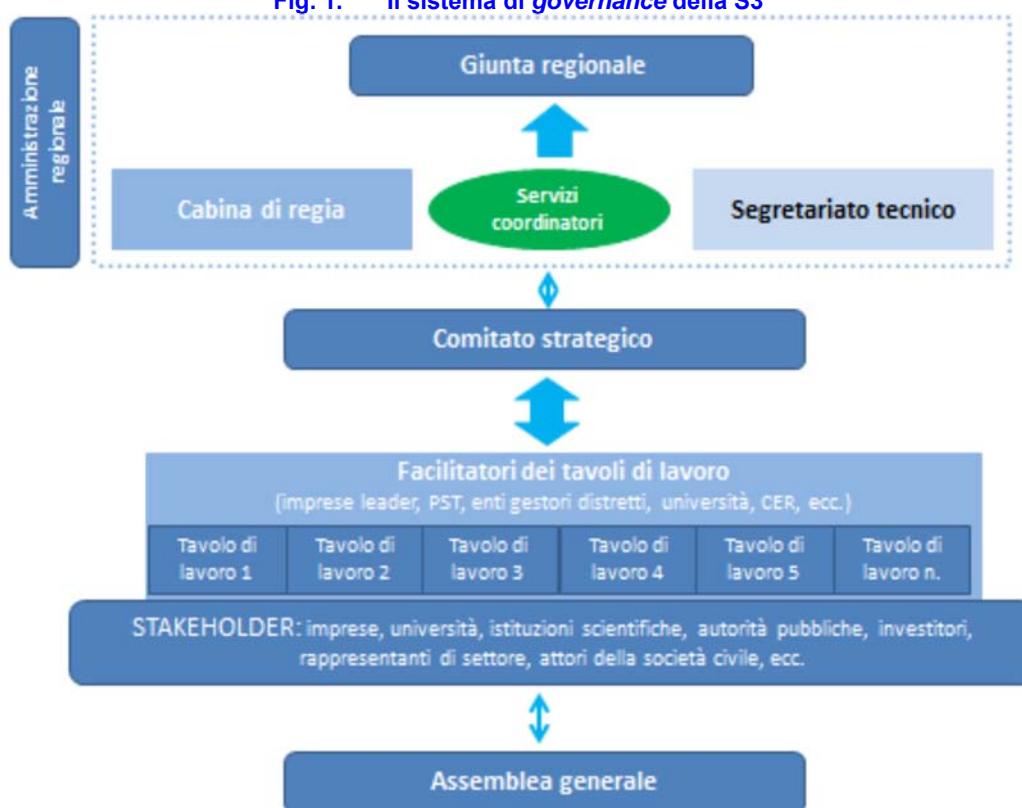 Fig. 1. Il sistema di governance della S3
Amministrazione
regionale
Giunta regionale
Cabina di regia
Servizi
coordinatori
Segretariato tecnico
Comitato strategico
Facilitatori dei tavoli di lavoro
(imprese leader, PST, enti gestori distretti, università, CER, ecc.)
Tavolo di
lavoro 1
Tavolo di
lavoro 2
Tavolo di
lavoro 3
Tavolo di
lavoro 4
Tavolo di
lavoro 5
Tavolo di
lavoro n.
STAKEHOLDER: imprese, università, istituzioni scientifiche, autorità pubbliche, investitori,
rappresentanti di settore, attori della società civile, ecc.
Assemblea generale